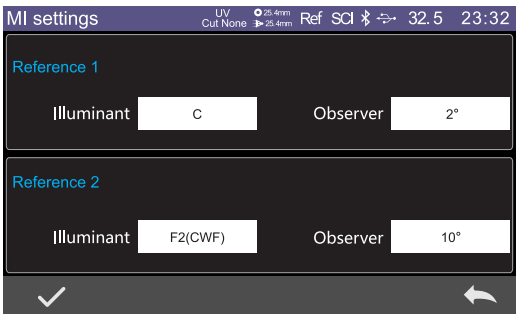 MI settings UV Cut None 25.4mm 25.4mm Ref SCI 32.5 23:32
Reference 1
Illuminant C Observer 2°
Reference 2
Illuminant F2(CWF) Observer 10°